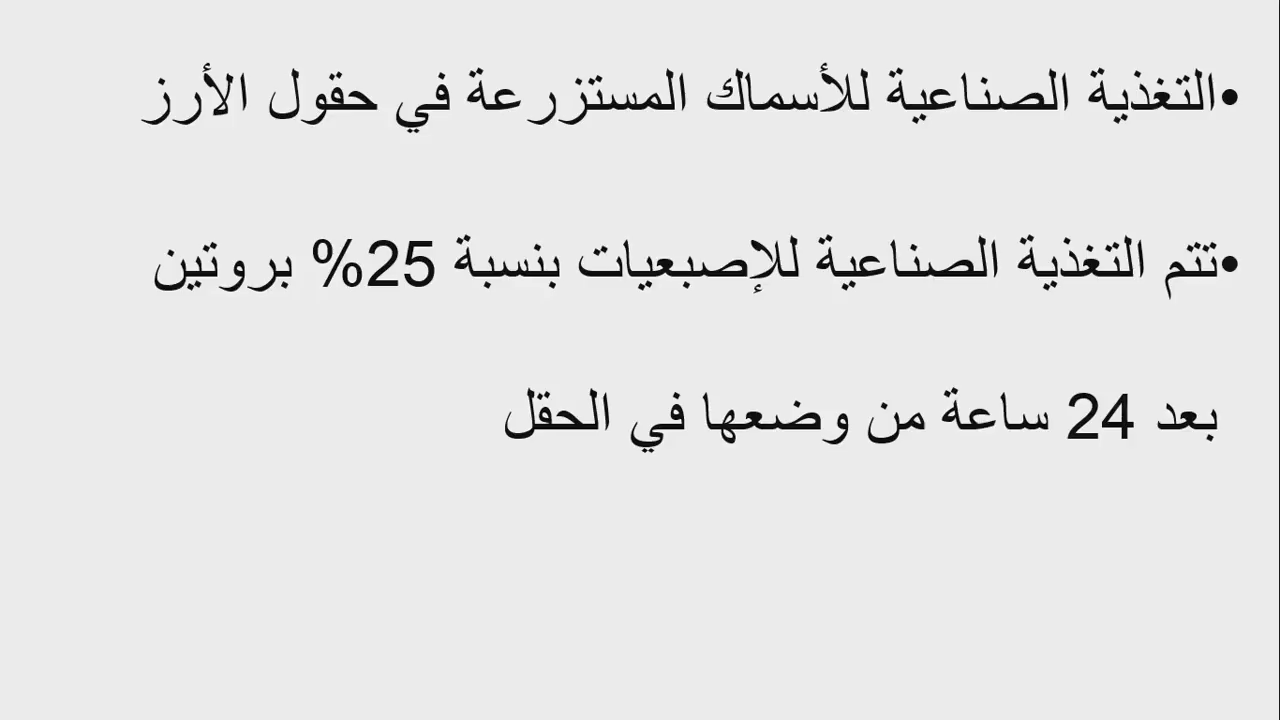 •التغذية الصناعية للأسماك المستزرعة في حقول الأرز
•تتم التغذية الصناعية للإصبعيات بنسبة 25% بروتين
بعد 24 ساعة من وضعها في الحقل